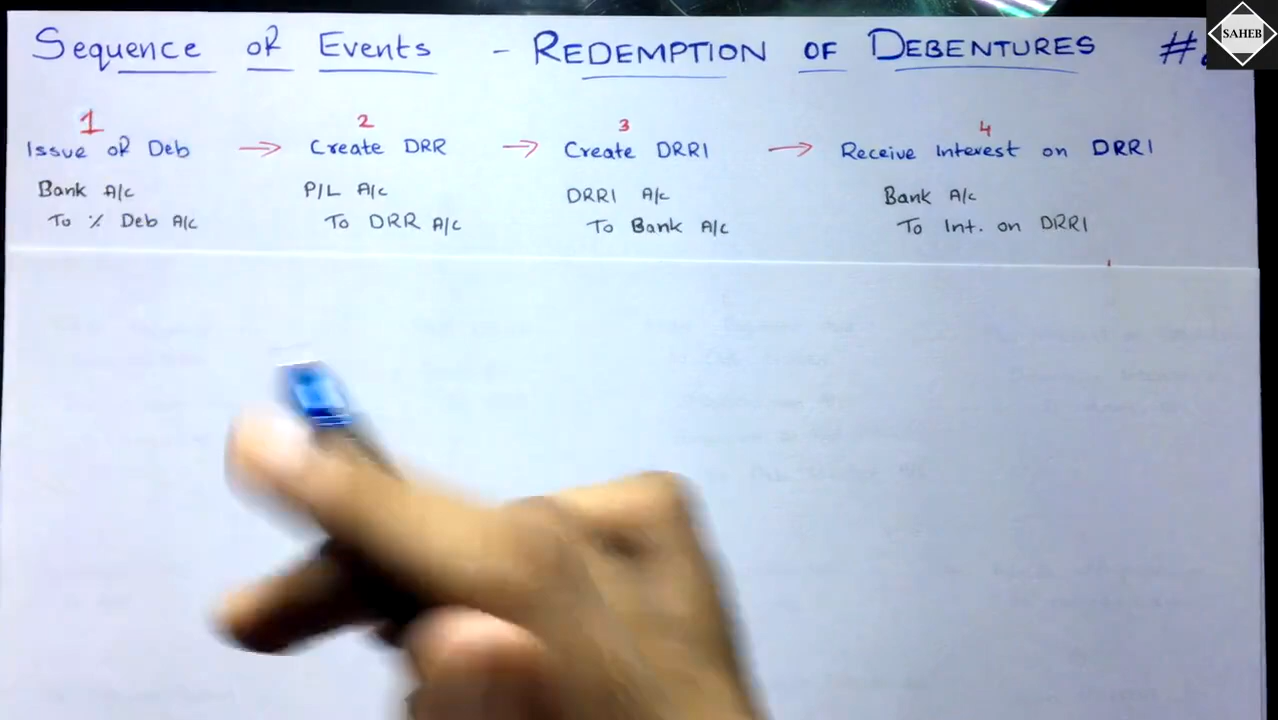 Sequence of Events - REDEMPTION OF DEBENTURES #
SAHEB
1 2 3 4
Issue of Deb → Create DRR → Create DRRI → Receive Interest on DRRI
Bank A/c P/L A/c DRRI A/c Bank A/c
To % Deb A/c To DRR A/c To Bank A/c To Int. on DRRI